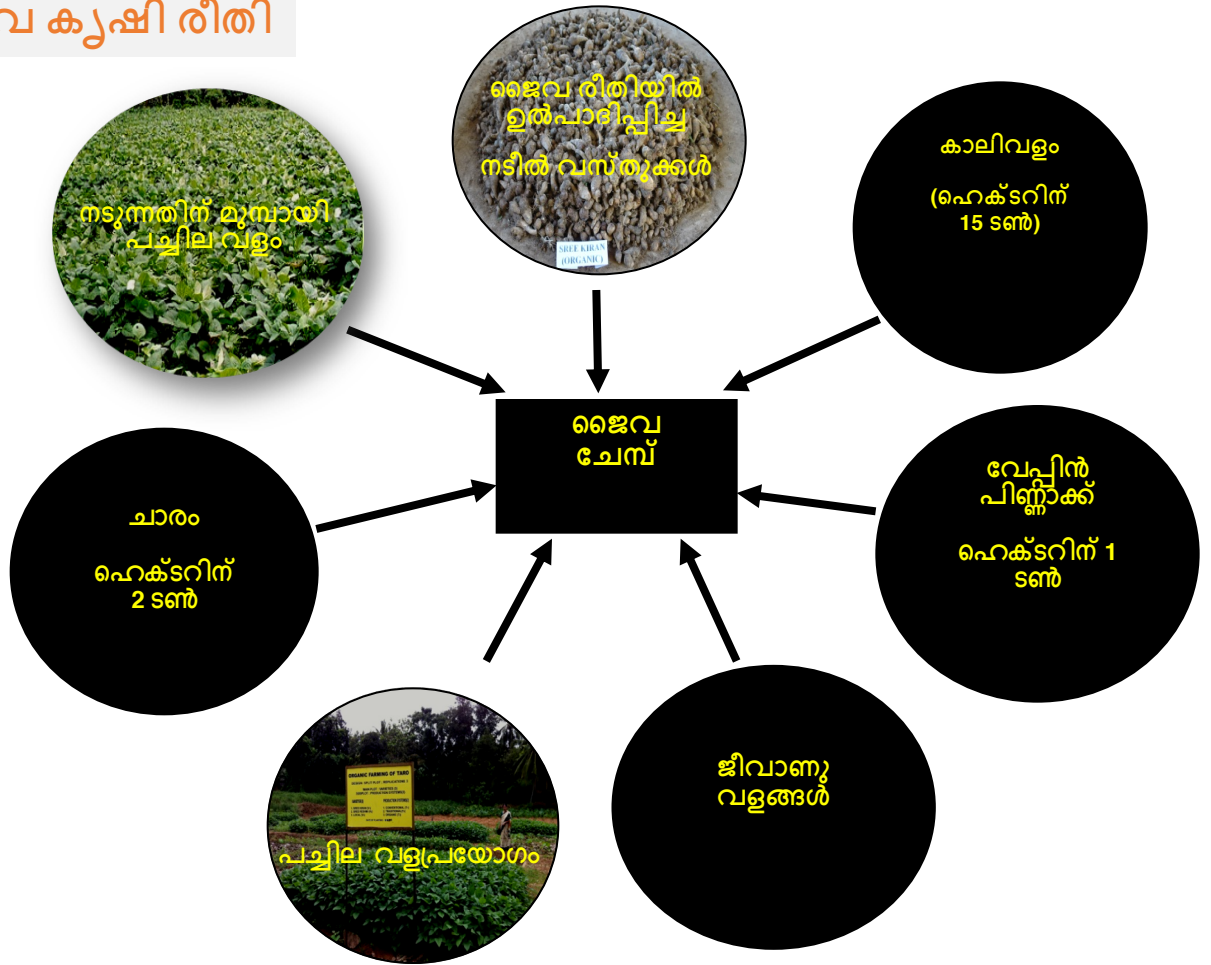 വ കൃഷി രീതി
ജൈവ രീതിയിൽ
ഉൽപാദിപ്പിച്ച
നടീൽ വസ്തുക്കൾ
SREE KIRAN
(ORGANIC)
കാലിവളം
(ഹെക്ടറിന്
15 ടൺ)
നടുന്നതിന് മുമ്പായി
പച്ചില വളം
ജൈവ
ചേമ്പ്
വേപ്പിൻ
പിണ്ണാക്ക്
ഹെക്ടറിന് 1
ടൺ
ചാരം
ഹെക്ടറിന്
2 ടൺ
ജീവാണു
വളങ്ങൾ
ORGANIC FARMING OF TARO
പച്ചില വളപ്രയോഗം